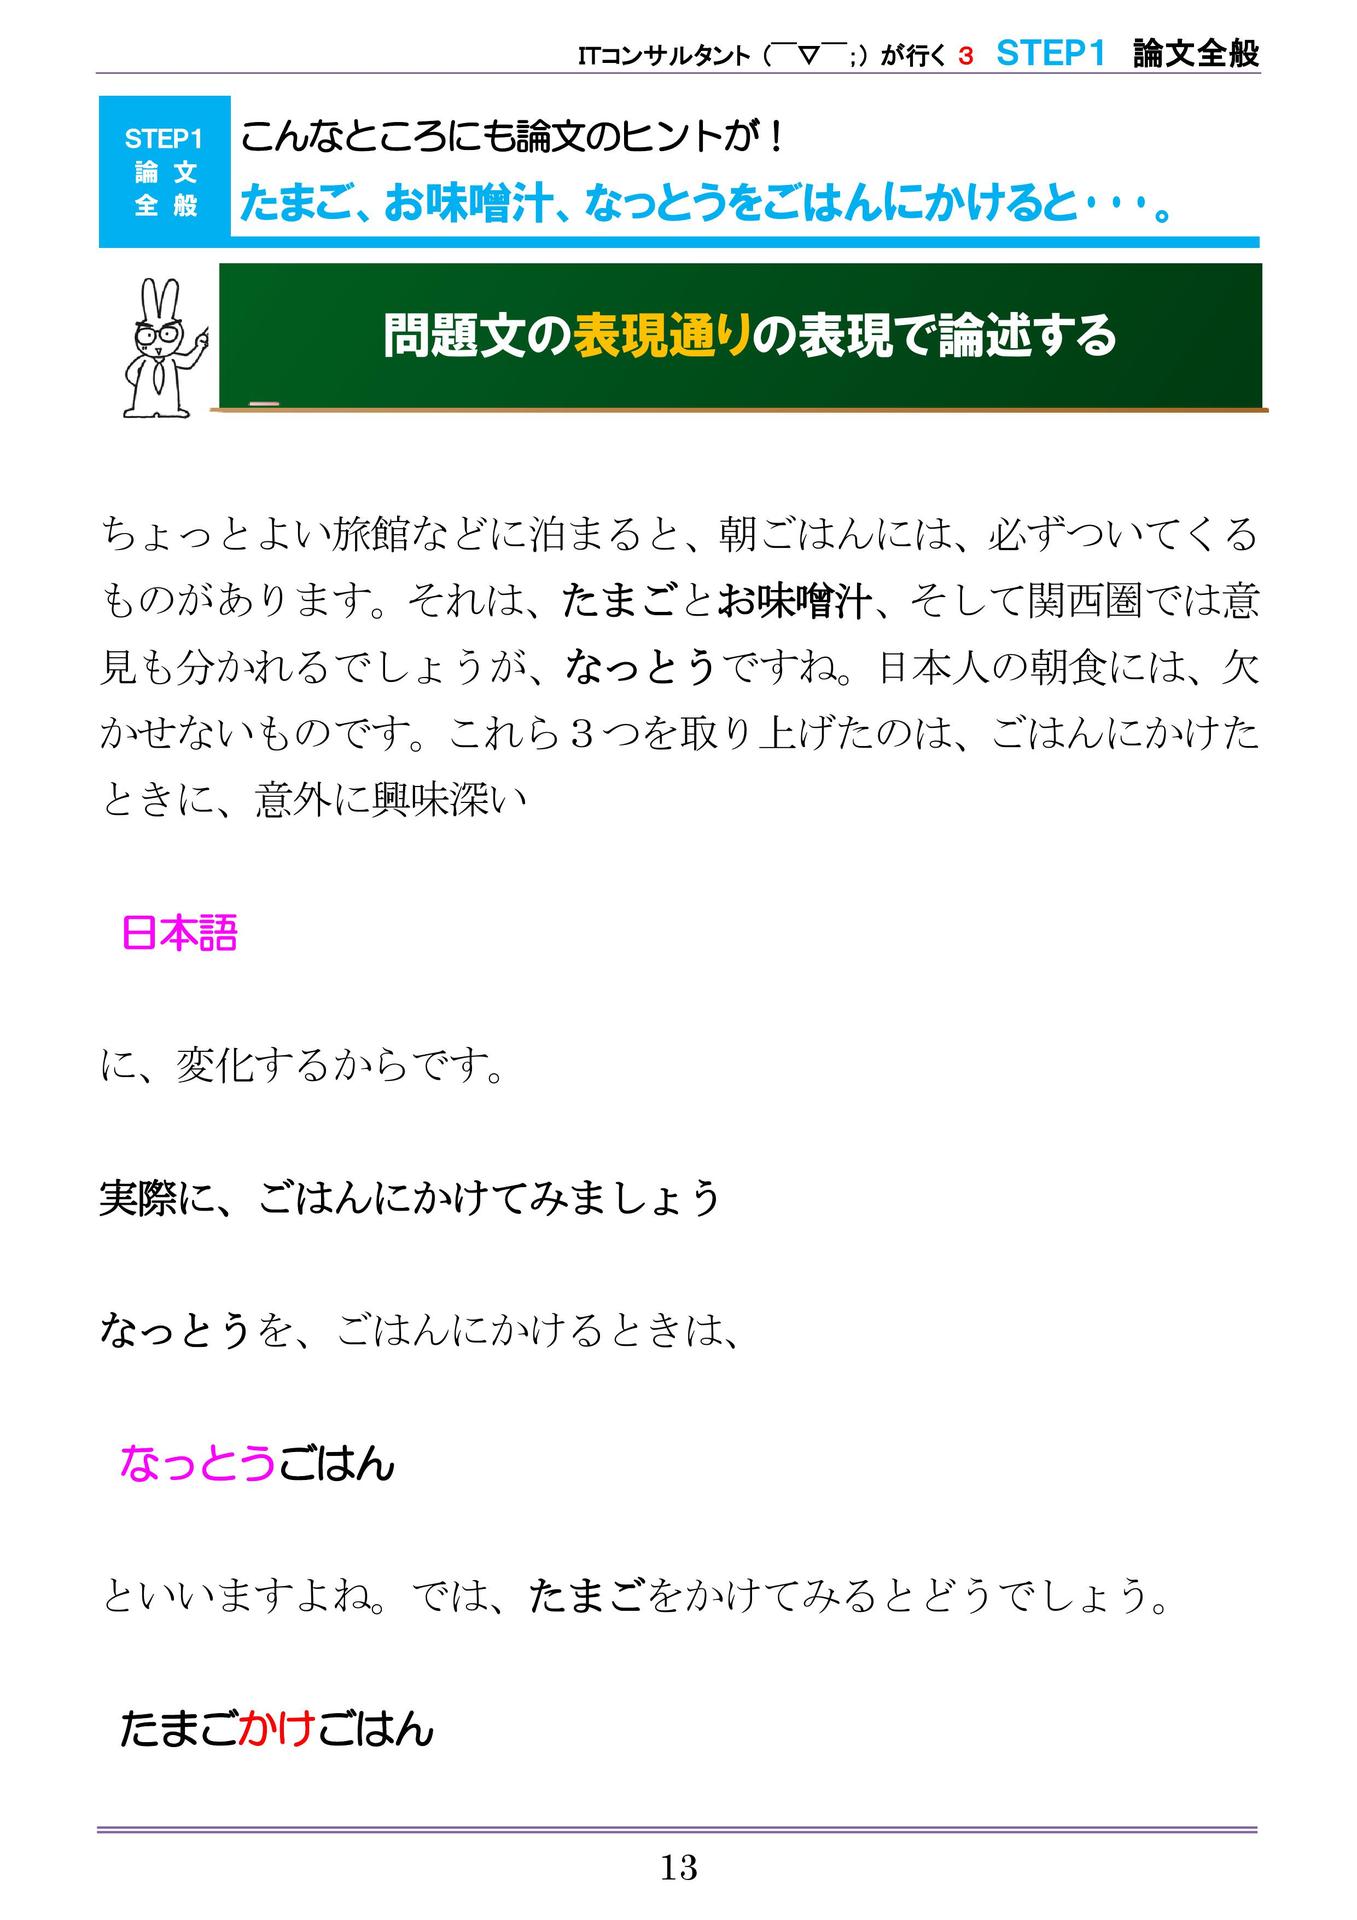 ITコンサルタント（￣▽￣;）が行く 3 STEP1 論文全般
STEP1
論 文
全 般
こんなところにも論文のヒントが！
たまご、お味噌汁、なっとうをごはんにかけると・・・。
問題文の表現通りの表現で論述する
ちょっとよい旅館などに泊まると、朝ごはんには、必ずついてくる
ものがあります。それは、たまごとお味噌汁、そして関西圏では意
見も分かれるでしょうが、なっとうですね。日本人の朝食には、欠
かせないものです。これら３つを取り上げたのは、ごはんにかけた
ときに、意外に興味深い
日本語
に、変化するからです。
実際に、ごはんにかけてみましょう
なっとうを、ごはんにかけるときは、
なっとうごはん
といいますよね。では、たまごをかけてみるとどうでしょう。
たまごかけごはん
13